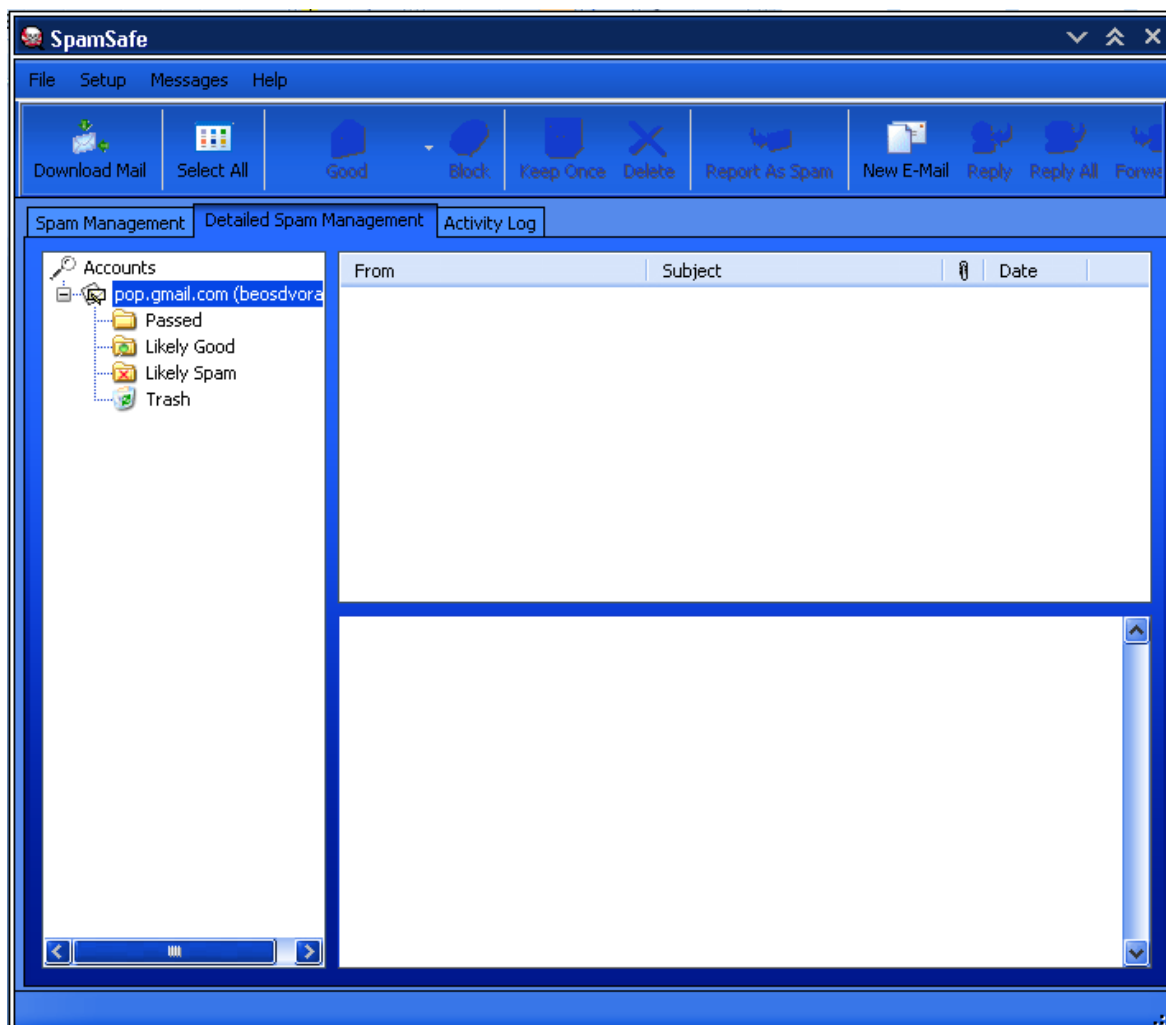 SpamSafe
File Setup Messages Help
Download Mail Select All Good Block Keep Once Delete Report As Spam New E-Mail Reply Reply All Forwa
Spam Management Detailed Spam Management Activity Log
Accounts From Subject Date
pop.gmail.com (beosdvora
Passed
Likely Good
Likely Spam
Trash